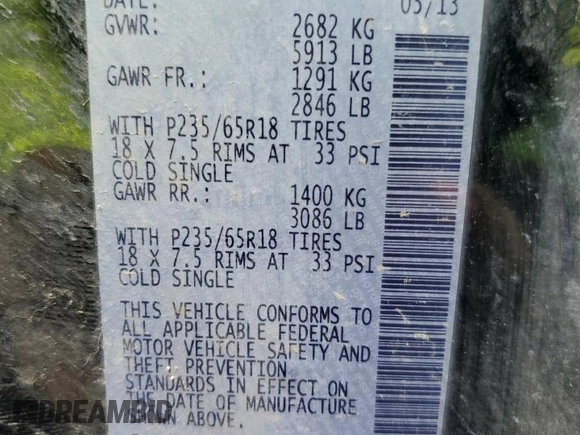 DATE: 05/13
GVWR: 2682 KG
5913 LB
GAWR FR.: 1291 KG
2846 LB
WITH P235/65R18 TIRES
18 X 7.5 RIMS AT 33 PSI
COLD SINGLE
GAWR RR.: 1400 KG
3086 LB
WITH P235/65R18 TIRES
18 X 7.5 RIMS AT 33 PSI
COLD SINGLE
THIS VEHICLE CONFORMS TO
ALL APPLICABLE FEDERAL
MOTOR VEHICLE SAFETY AND
THEFT PREVENTION
STANDARDS IN EFFECT ON
THE DATE OF MANUFACTURE
SHOWN ABOVE.
DREAMBID